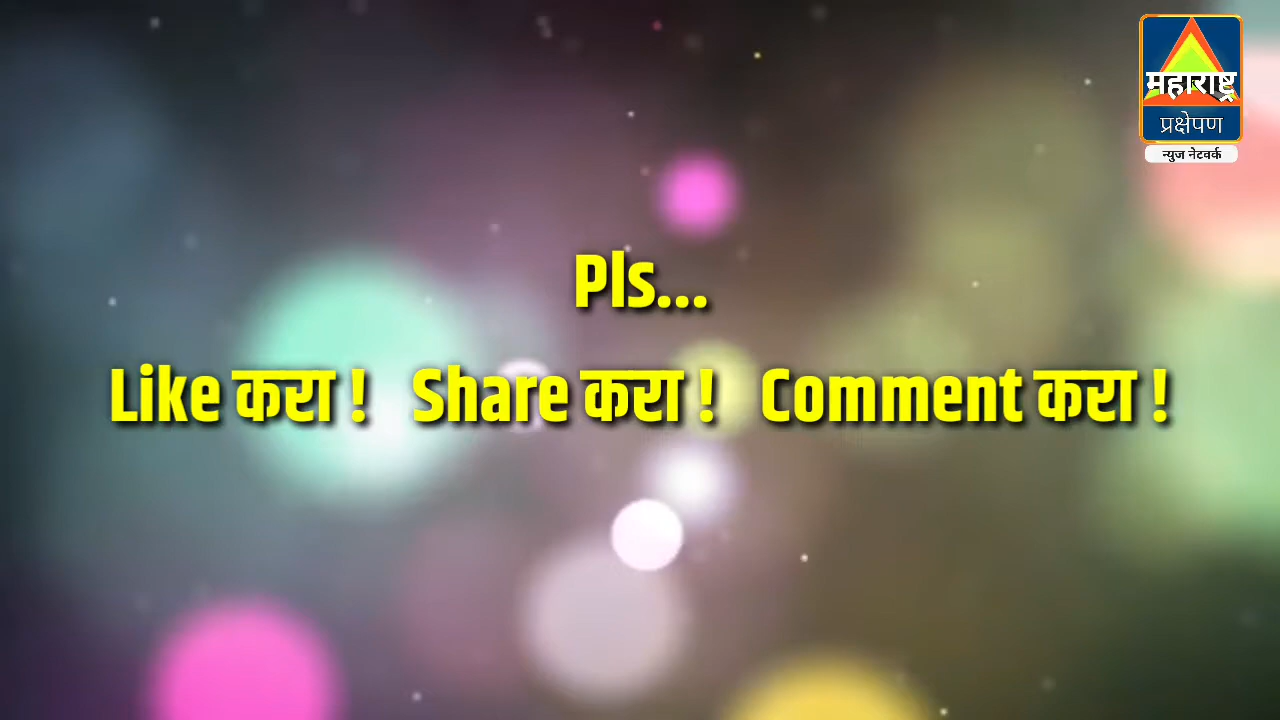 महाराष्ट्र
प्रक्षेपण
न्युज नेटवर्क
Pls...
Like करा ! Share करा ! Comment करा !